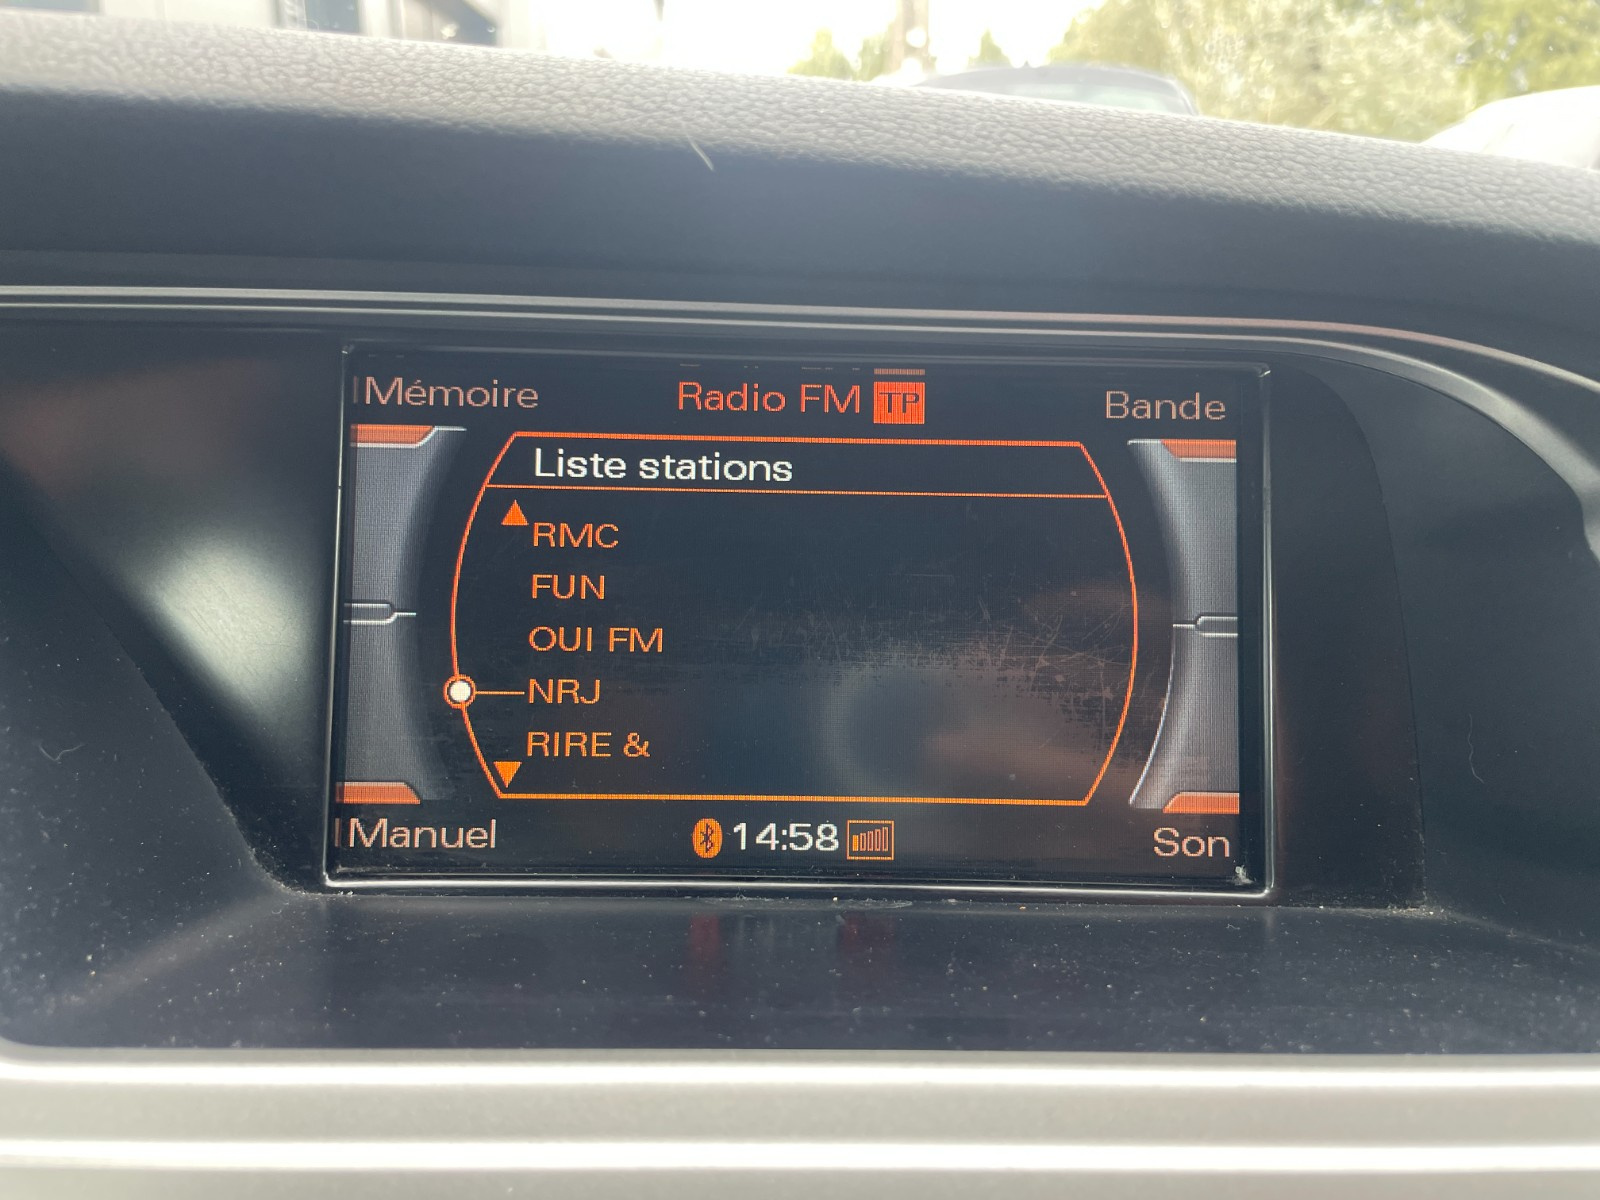 Mémoire Radio FM TP Bande
Liste stations
RMC
FUN
OUI FM
NRJ
RIRE &
Manuel 14:58 Son